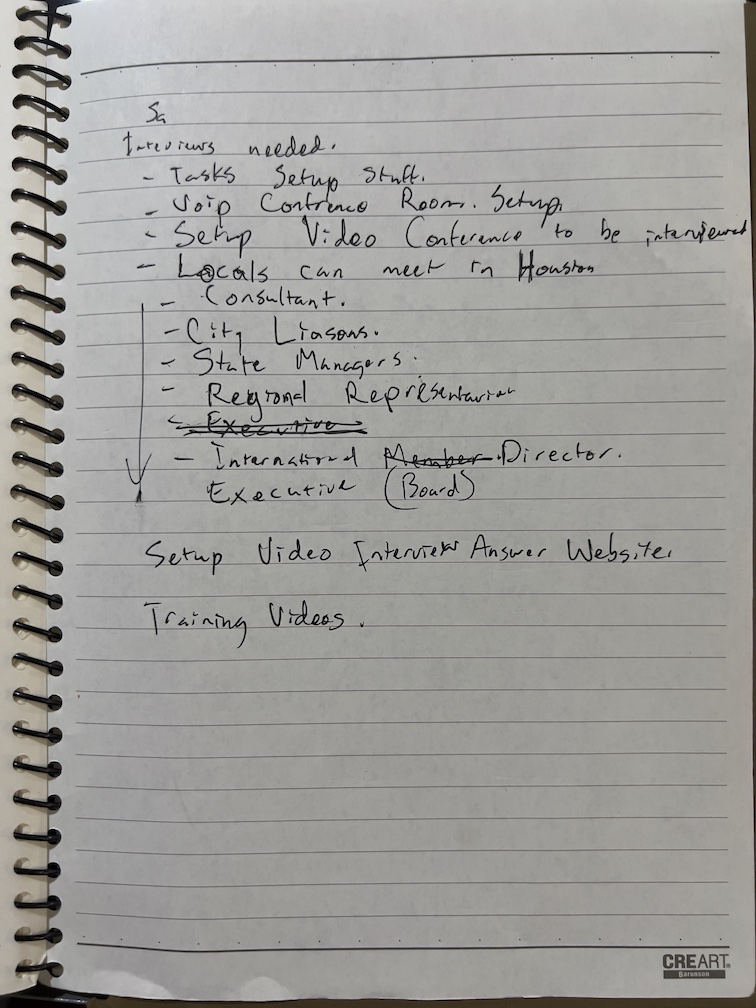 Sa
Interviews needed.
- Tasks Setup Stuff.
- Voip Confrence Room. Setup.
- Setup Video Conference to be interviewed
- Locals can meet in Houston
- Consultant.
- City Liasons.
- State Managers.
- Regional Representative
- Executive
- International Member Director.
Executive (Board)
Setup Video Interview Answer Website.
Training Videos.
CREART
Barunson